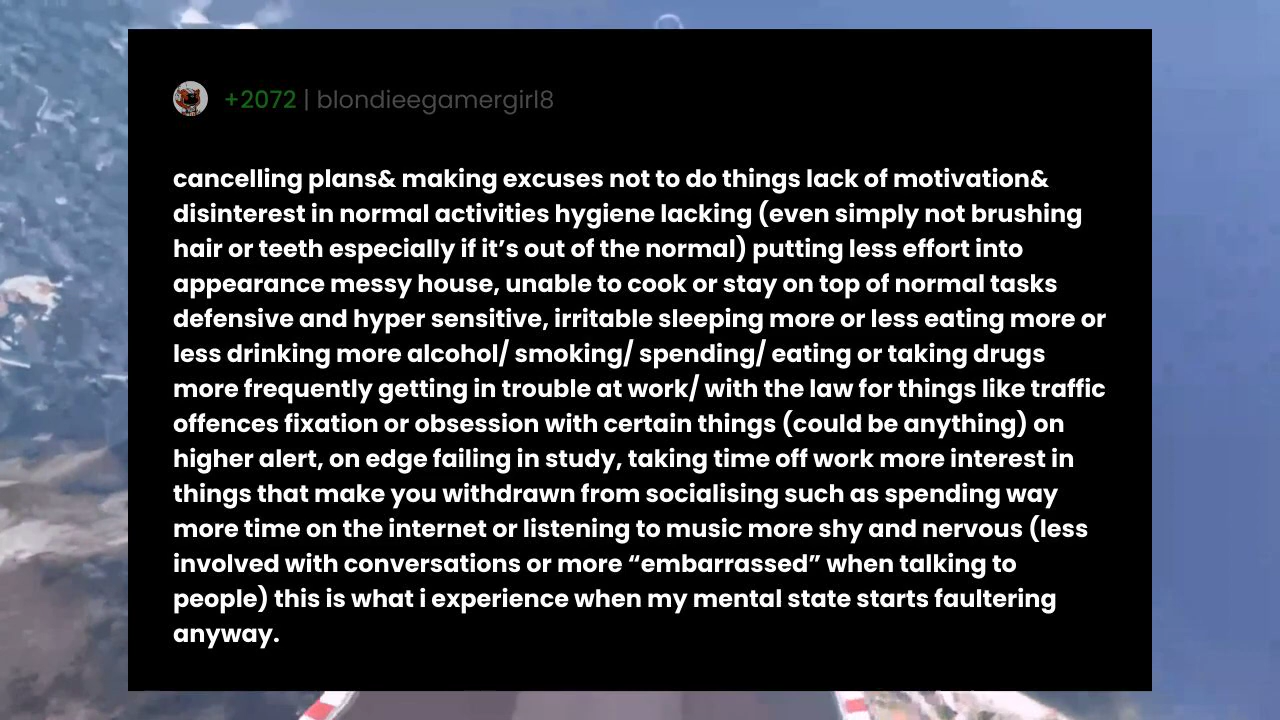 +2072 | blondieegamergirl8
cancelling plans& making excuses not to do things lack of motivation&
disinterest in normal activities hygiene lacking (even simply not brushing
hair or teeth especially if it’s out of the normal) putting less effort into
appearance messy house, unable to cook or stay on top of normal tasks
defensive and hyper sensitive, irritable sleeping more or less eating more or
less drinking more alcohol/ smoking/ spending/ eating or taking drugs
more frequently getting in trouble at work/ with the law for things like traffic
offences fixation or obsession with certain things (could be anything) on
higher alert, on edge failing in study, taking time off work more interest in
things that make you withdrawn from socialising such as spending way
more time on the internet or listening to music more shy and nervous (less
involved with conversations or more “embarrassed” when talking to
people) this is what i experience when my mental state starts faultering
anyway.